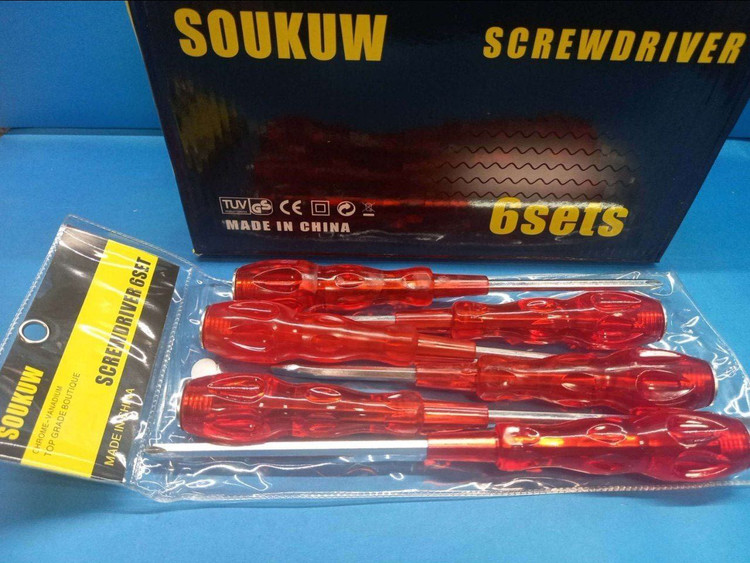 SOUKUW
SCREWDRIVER
TUV GS CE
MADE IN CHINA
6sets
SOUKUW
CHROME-VANADIUM
TOP GRADE BOUTIQUE
SCREWDRIVER 6SET
MADE IN CHINA